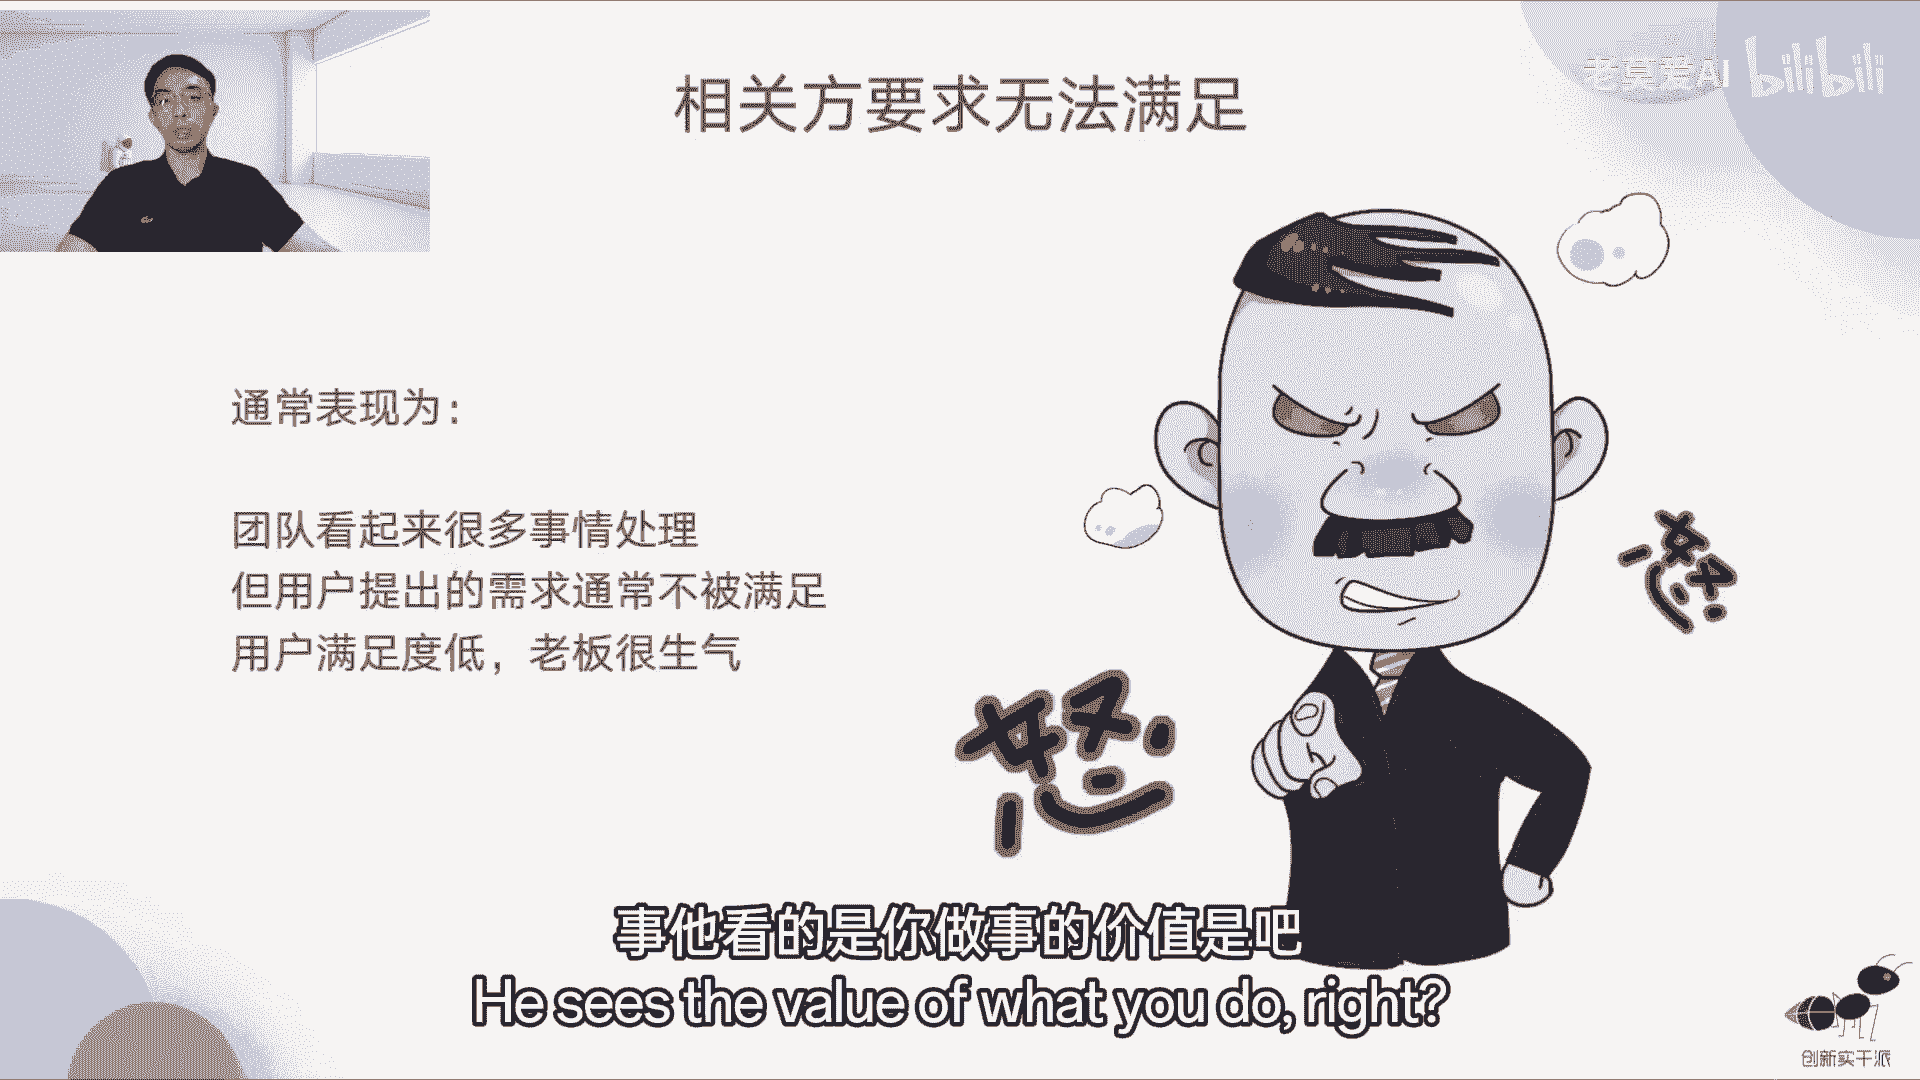 相关方要求无法满足
老莫爱AI bilibili
通常表现为：
团队看起来很多事情处理
但用户提出的需求通常不被满足
用户满足度低，老板很生气
怒
怒
事他看的是你做事的价值是吧
He sees the value of what you do, right?
创新实干派